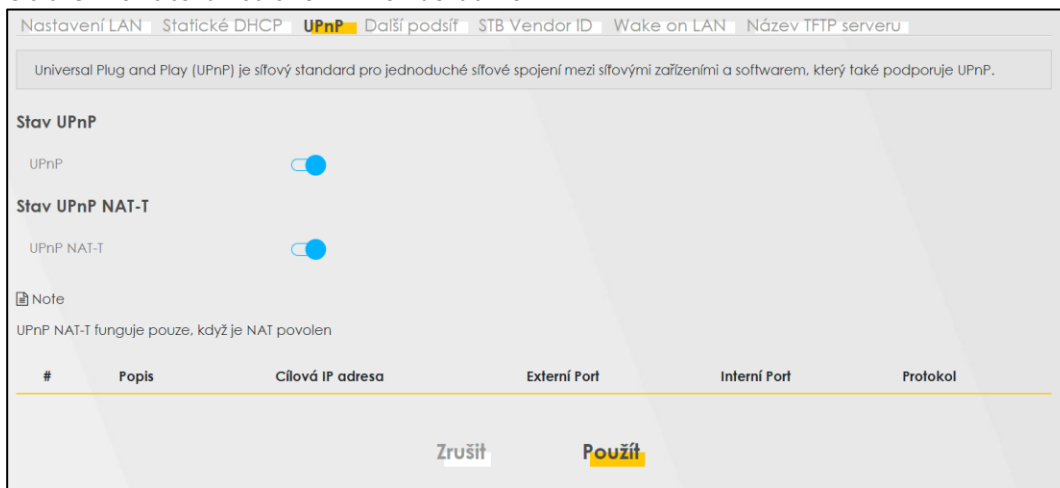 Nastavení LAN Statické DHCP UPnP Další podsíť STB Vendor ID Wake on LAN Název TFTP serveru
Universal Plug and Play (UPnP) je síťový standard pro jednoduché síťové spojení mezi síťovými zařízeními a softwarem, který také podporuje UPnP.
Stav UPnP
UPnP
Stav UPnP NAT-T
UPnP NAT-T
Note
UPnP NAT-T funguje pouze, když je NAT povolen
# Popis Cílová IP adresa Externí Port Interní Port Protokol
Zrušit Použít